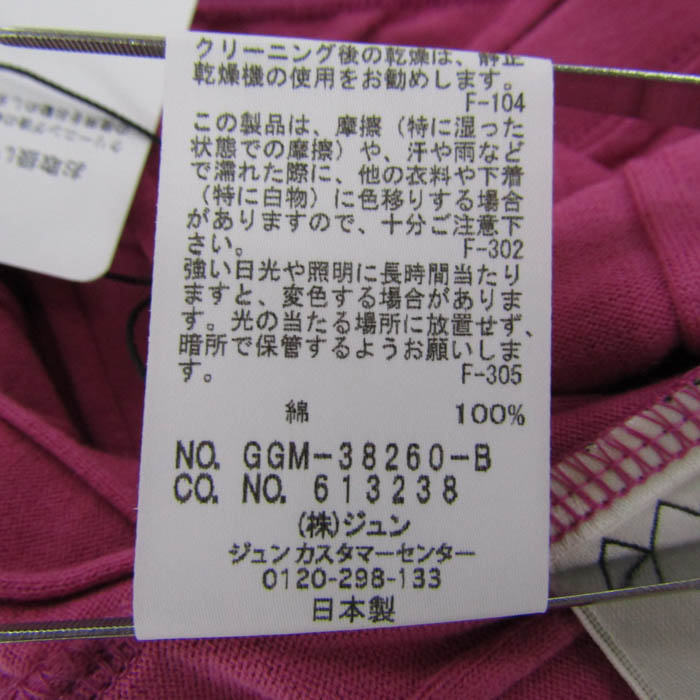 クリーニング後の乾燥は、静止
乾燥機の使用をお勧めします。
F-104
この製品は、摩擦（特に湿った
状態での摩擦）や、汗や雨など
で濡れた際に、他の衣料や下着
（特に白物）に色移りする場合
がありますので、十分ご注意下
さい。
F-302
強い日光や照明に長時間当たり
ますと、変色する場合がありま
す。光の当たる場所に放置せず、
暗所で保管するようお願いしま
す。
F-305
綿 100%
NO. GGM-38260-B
CO. NO. 613238
(株)ジュン
ジュンカスタマーセンター
0120-298-133
日本製